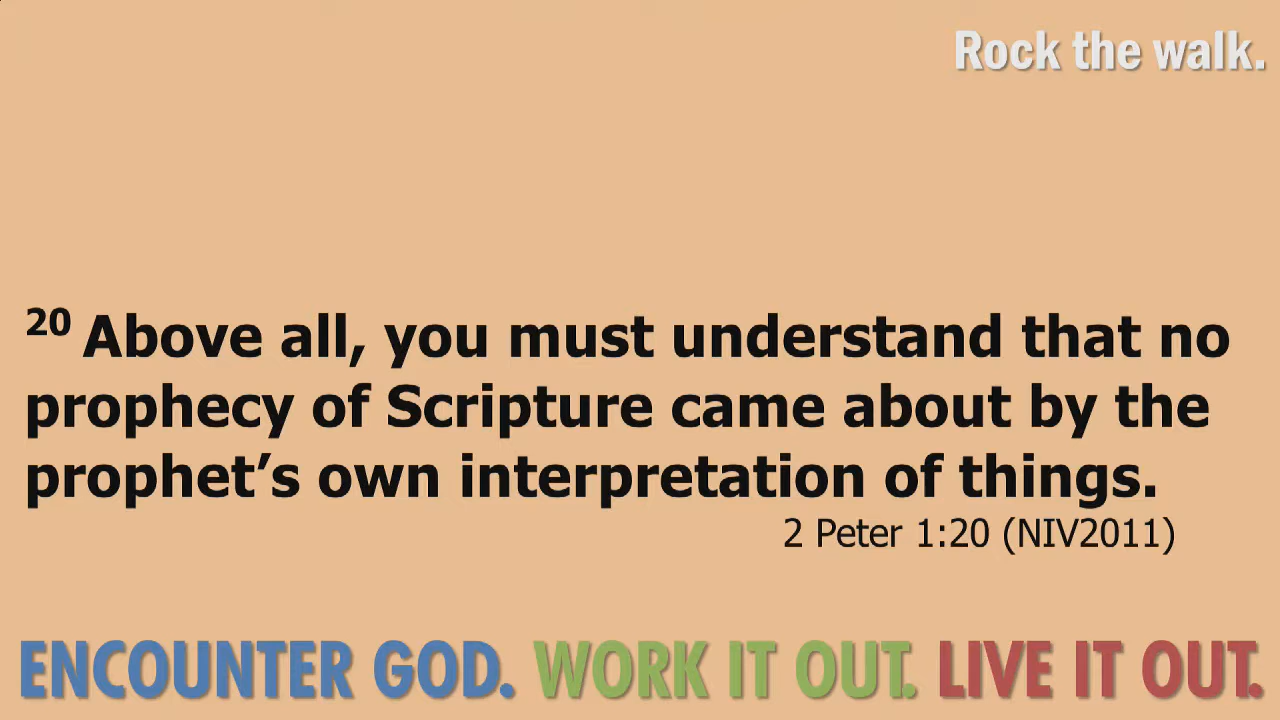 Rock the walk.
20 Above all, you must understand that no
prophecy of Scripture came about by the
prophet’s own interpretation of things.
2 Peter 1:20 (NIV2011)
ENCOUNTER GOD. WORK IT OUT. LIVE IT OUT.